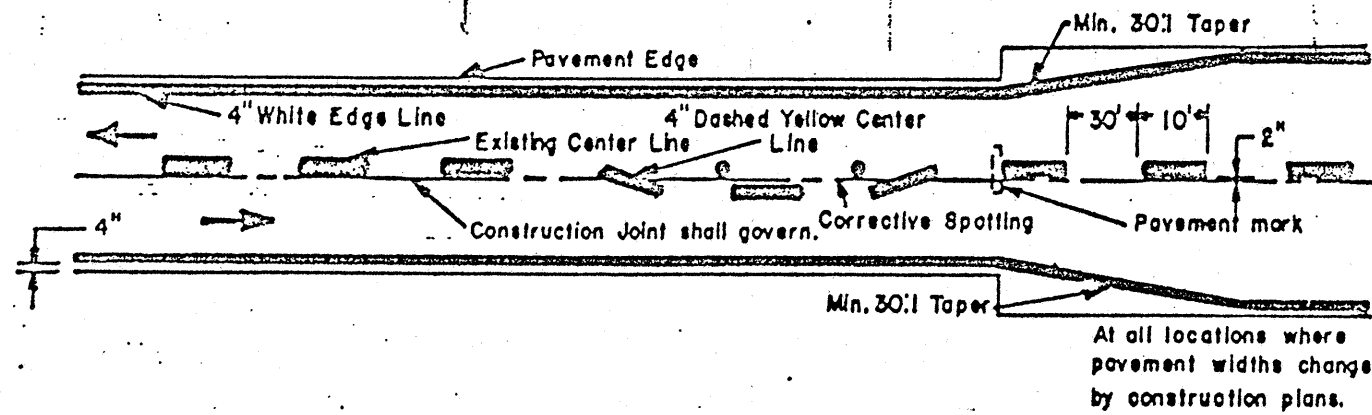 Min. 30:1 Taper
Pavement Edge
4" White Edge Line
4" Dashed Yellow Center
Line
30'
10'
2"
Existing Center Line
4"
Construction Joint shall govern.
Corrective Spotting
Pavement mark
Min. 30:1 Taper
At all locations where
pavement widths change
by construction plans.